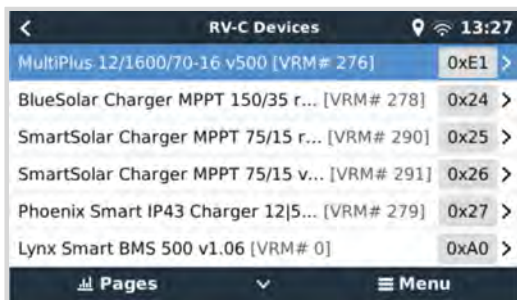 RV-C Devices 13:27
MultiPlus 12/1600/70-16 v500 [VRM# 276] 0xE1
BlueSolar Charger MPPT 150/35 r... [VRM# 278] 0x24
SmartSolar Charger MPPT 75/15 r... [VRM# 290] 0x25
SmartSolar Charger MPPT 75/15 v... [VRM# 291] 0x26
Phoenix Smart IP43 Charger 12|5... [VRM# 279] 0x27
Lynx Smart BMS 500 v1.06 [VRM# 0] 0xA0
Pages Menu